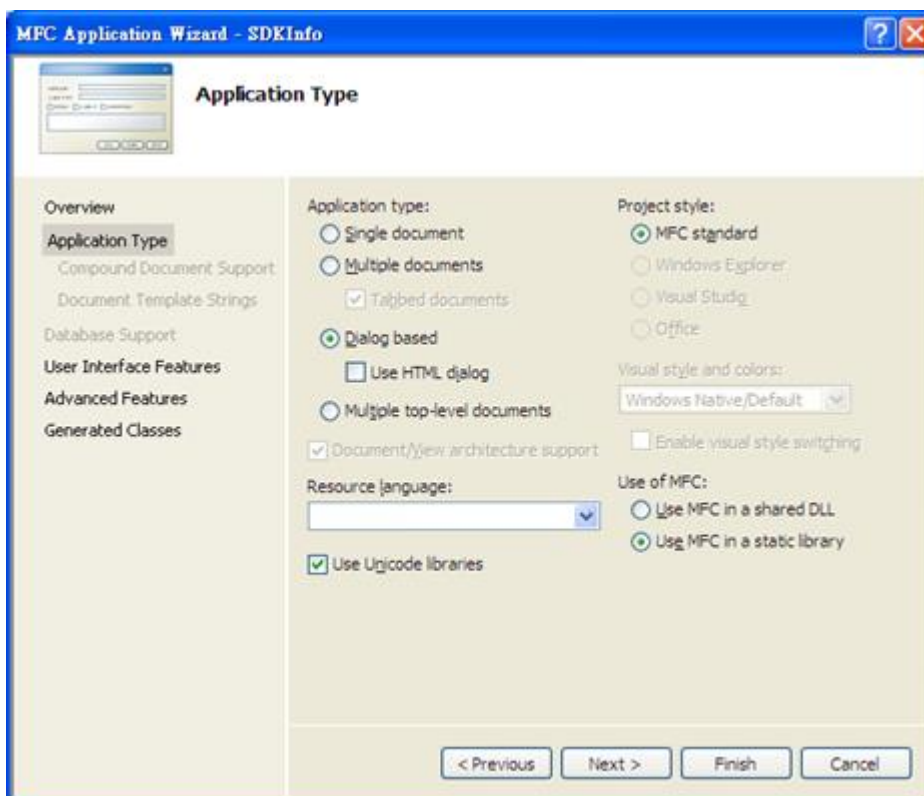 MFC Application Wizard - SDKInfo
Application Type
Overview
Application Type
Compound Document Support
Document Template Strings
Database Support
User Interface Features
Advanced Features
Generated Classes
Application type:
Single document
Multiple documents
Tabbed documents
Dialog based
Use HTML dialog
Multiple top-level documents
Document/View architecture support
Resource language:
Use Unicode libraries
Project style:
MFC standard
Windows Explorer
Visual Studio
Office
Visual style and colors:
Windows Native/Default
Enable visual style switching
Use of MFC:
Use MFC in a shared DLL
Use MFC in a static library
< Previous
Next >
Finish
Cancel